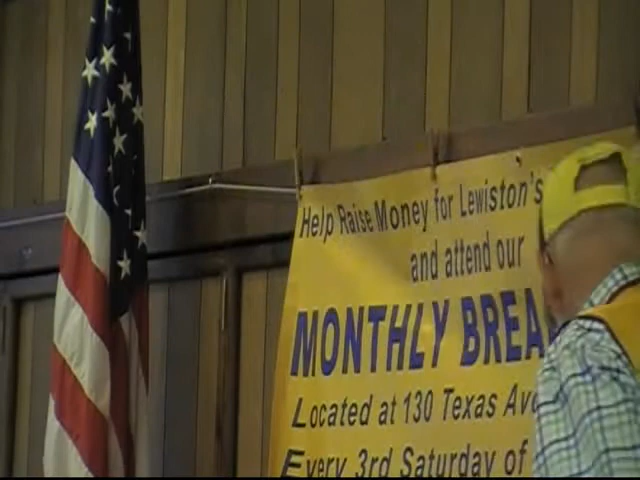 Help Raise Money for Lewiston's
and attend our
MONTHLY BREA
Located at 130 Texas Ave
Every 3rd Saturday of